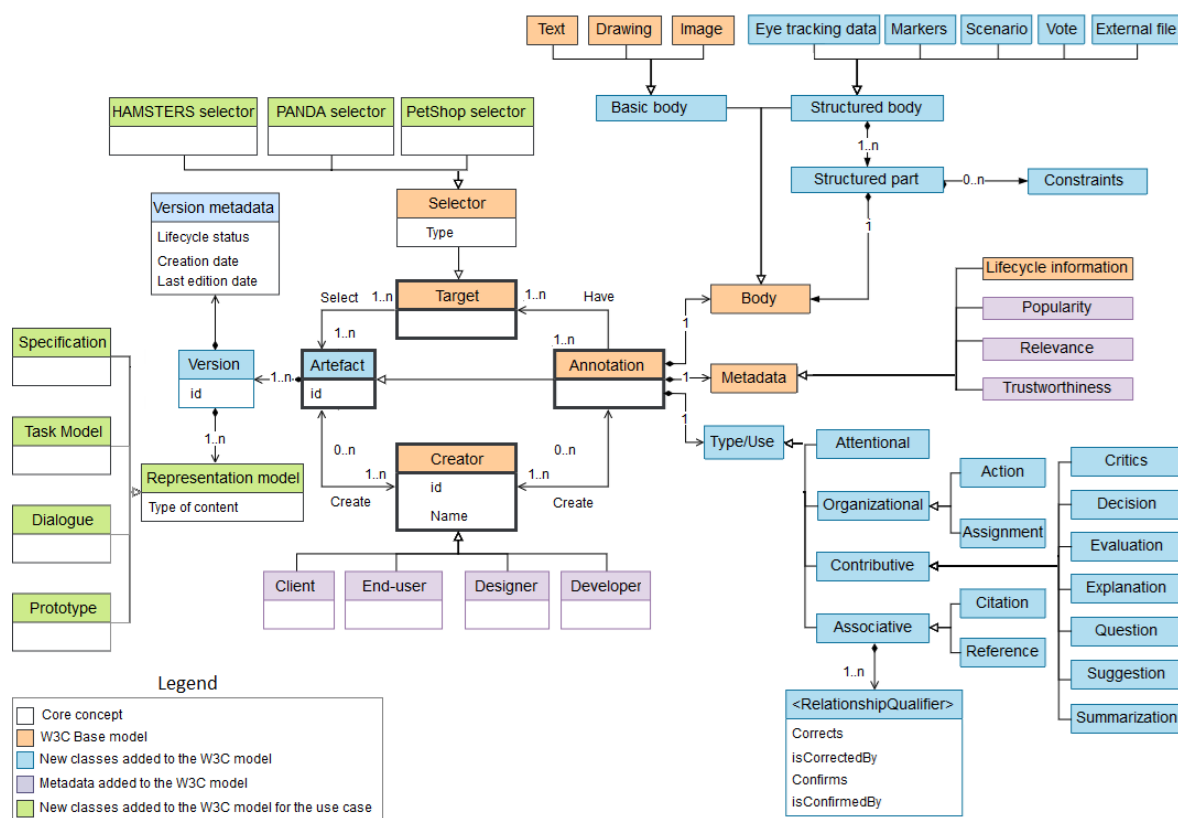 Text
Drawing
Image
Eye tracking data
Markers
Scenario
Vote
External file
HAMSTERS selector
PANDA selector
PetShop selector
Basic body
Structured body
1..n
Structured part
0..n
Constraints
1
Version metadata
Lifecycle status
Creation date
Last edition date
Selector
Type
Lifecycle information
Popularity
Relevance
Trustworthiness
Select
1..n
Target
1..n
Have
Body
1
1..n
1..n
Specification
Version
id
1..n
Artefact
id
Annotation
1
Metadata
1
Type/Use
Attentional
Task Model
1..n
0..n
1..n
Create
Creator
id
Name
0..n
1..n
Create
Representation model
Type of content
Organizational
Action
Assignment
Critics
Decision
Evaluation
Explanation
Question
Suggestion
Summarization
Dialogue
Contributive
Client
End-user
Designer
Developer
Prototype
Associative
Citation
Reference
1..n
<RelationshipQualifier>
Corrects
isCorrectedBy
Confirms
isConfirmedBy
Legend
Core concept
W3C Base model
New classes added to the W3C model
Metadata added to the W3C model
New classes added to the W3C model for the use case